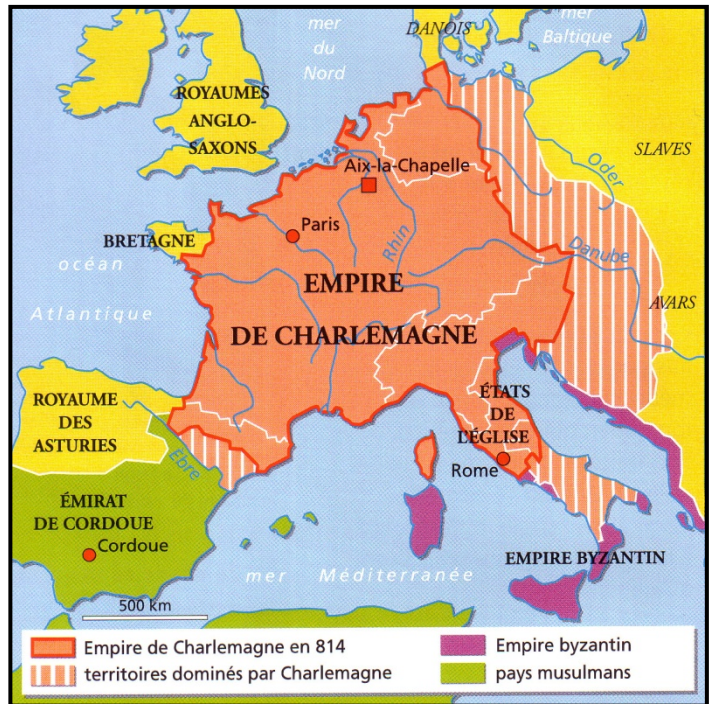 mer
du
Nord
DANOIS
mer
Baltique
ROYAUMES
ANGLO-
SAXONS
SLAVES
Oder
Aix-la-Chapelle
Paris
BRETAGNE
Rhin
Danube
océan
Atlantique
EMPIRE
DE CHARLEMAGNE
AVARS
ROYAUME
DES
ASTURIES
ÉTATS
DE
L'ÉGLISE
Èbre
Rome
ÉMIRAT
DE CORDOUE
Cordoue
EMPIRE BYZANTIN
mer Méditerranée
500 km
Empire de Charlemagne en 814
territoires dominés par Charlemagne
Empire byzantin
pays musulmans